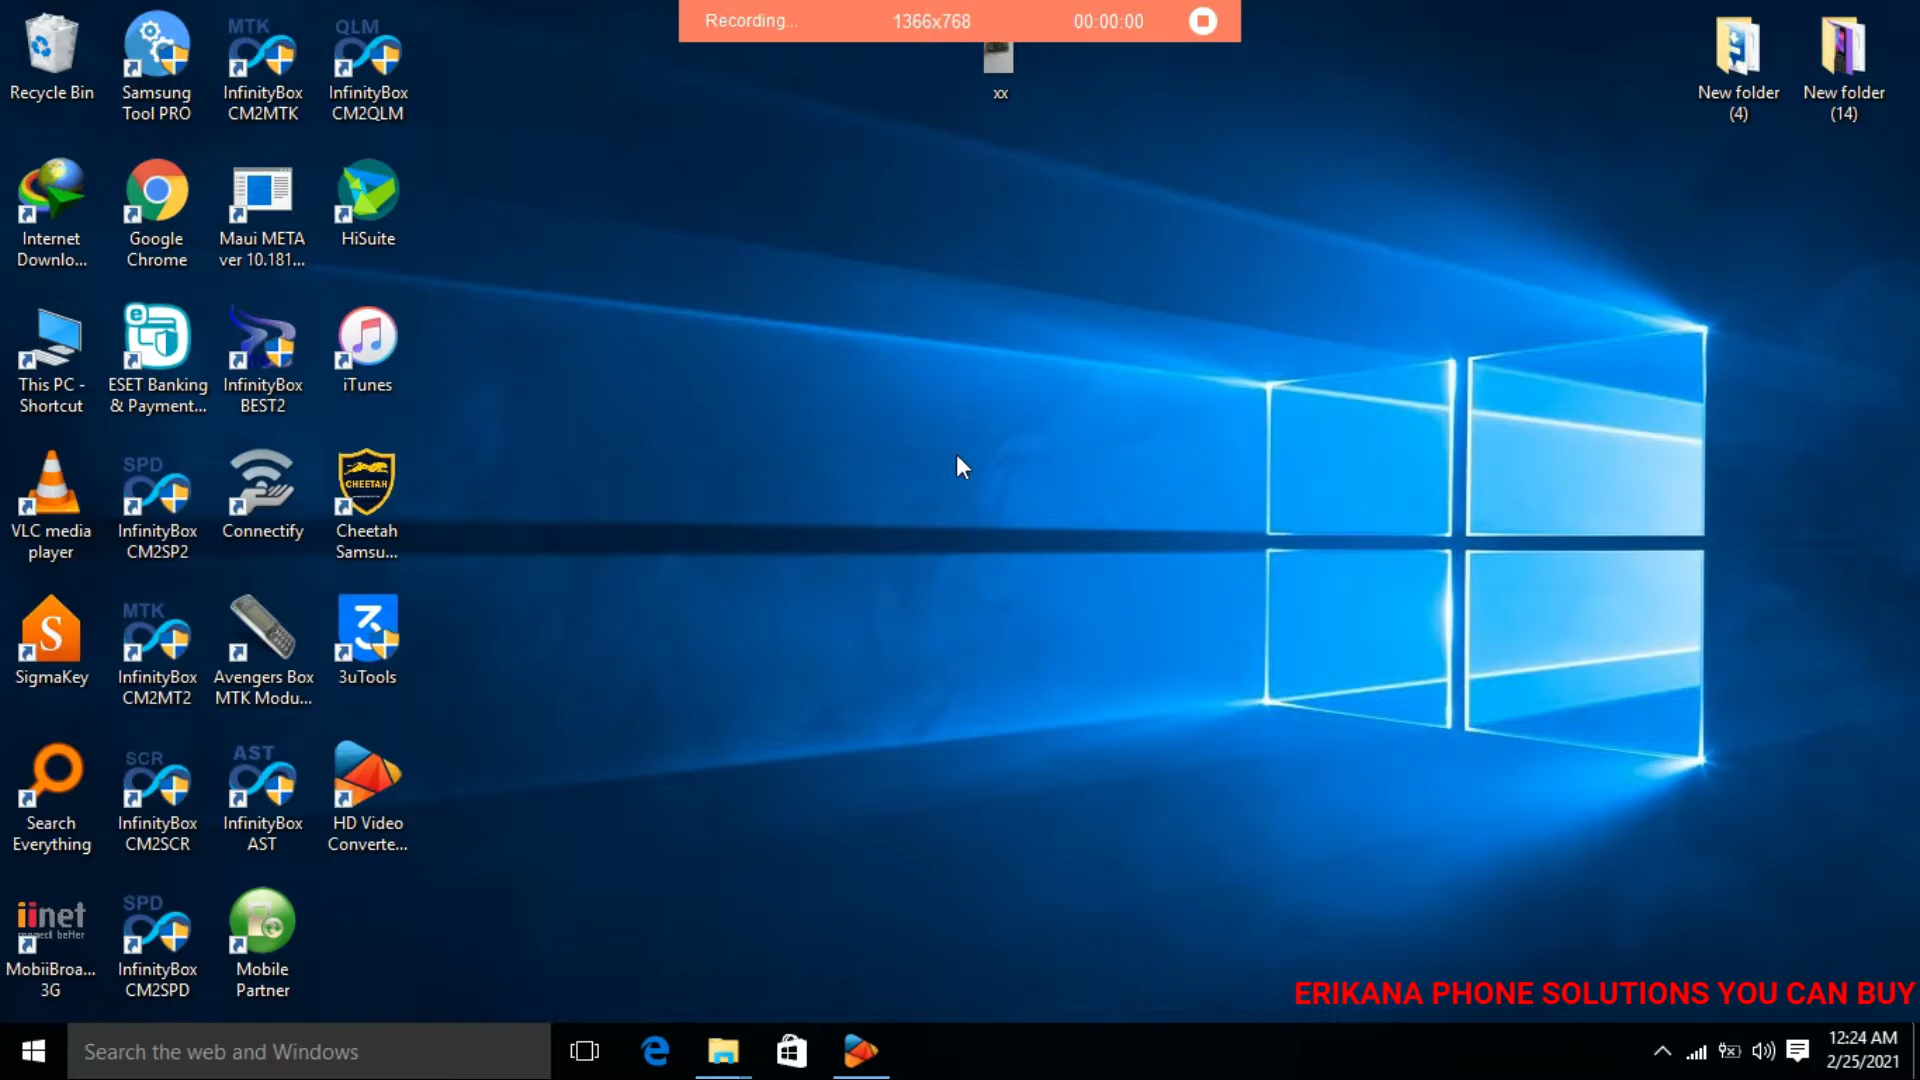 Recording...
1366x768
00:00:00
Recycle Bin
Samsung
Tool PRO
MTK
InfinityBox
CM2MTK
QLM
InfinityBox
CM2QLM
xx
New folder
(4)
New folder
(14)
Internet
Downlo...
Google
Chrome
Maui META
ver 10.181...
HiSuite
This PC -
Shortcut
e
ESET Banking
& Payment...
InfinityBox
BEST2
iTunes
VLC media
player
SPD
InfinityBox
CM2SP2
Connectify
CHEETAH
Cheetah
Samsu...
S
SigmaKey
MTK
InfinityBox
CM2MT2
Avengers Box
MTK Modu...
3
3uTools
Search
Everything
SCR
InfinityBox
CM2SCR
AST
InfinityBox
AST
HD Video
Converte...
iinet
connect better
MobiiBroa...
3G
SPD
InfinityBox
CM2SPD
Mobile
Partner
ERIKANA PHONE SOLUTIONS YOU CAN BUY
Search the web and Windows
12:24 AM
2/25/2021